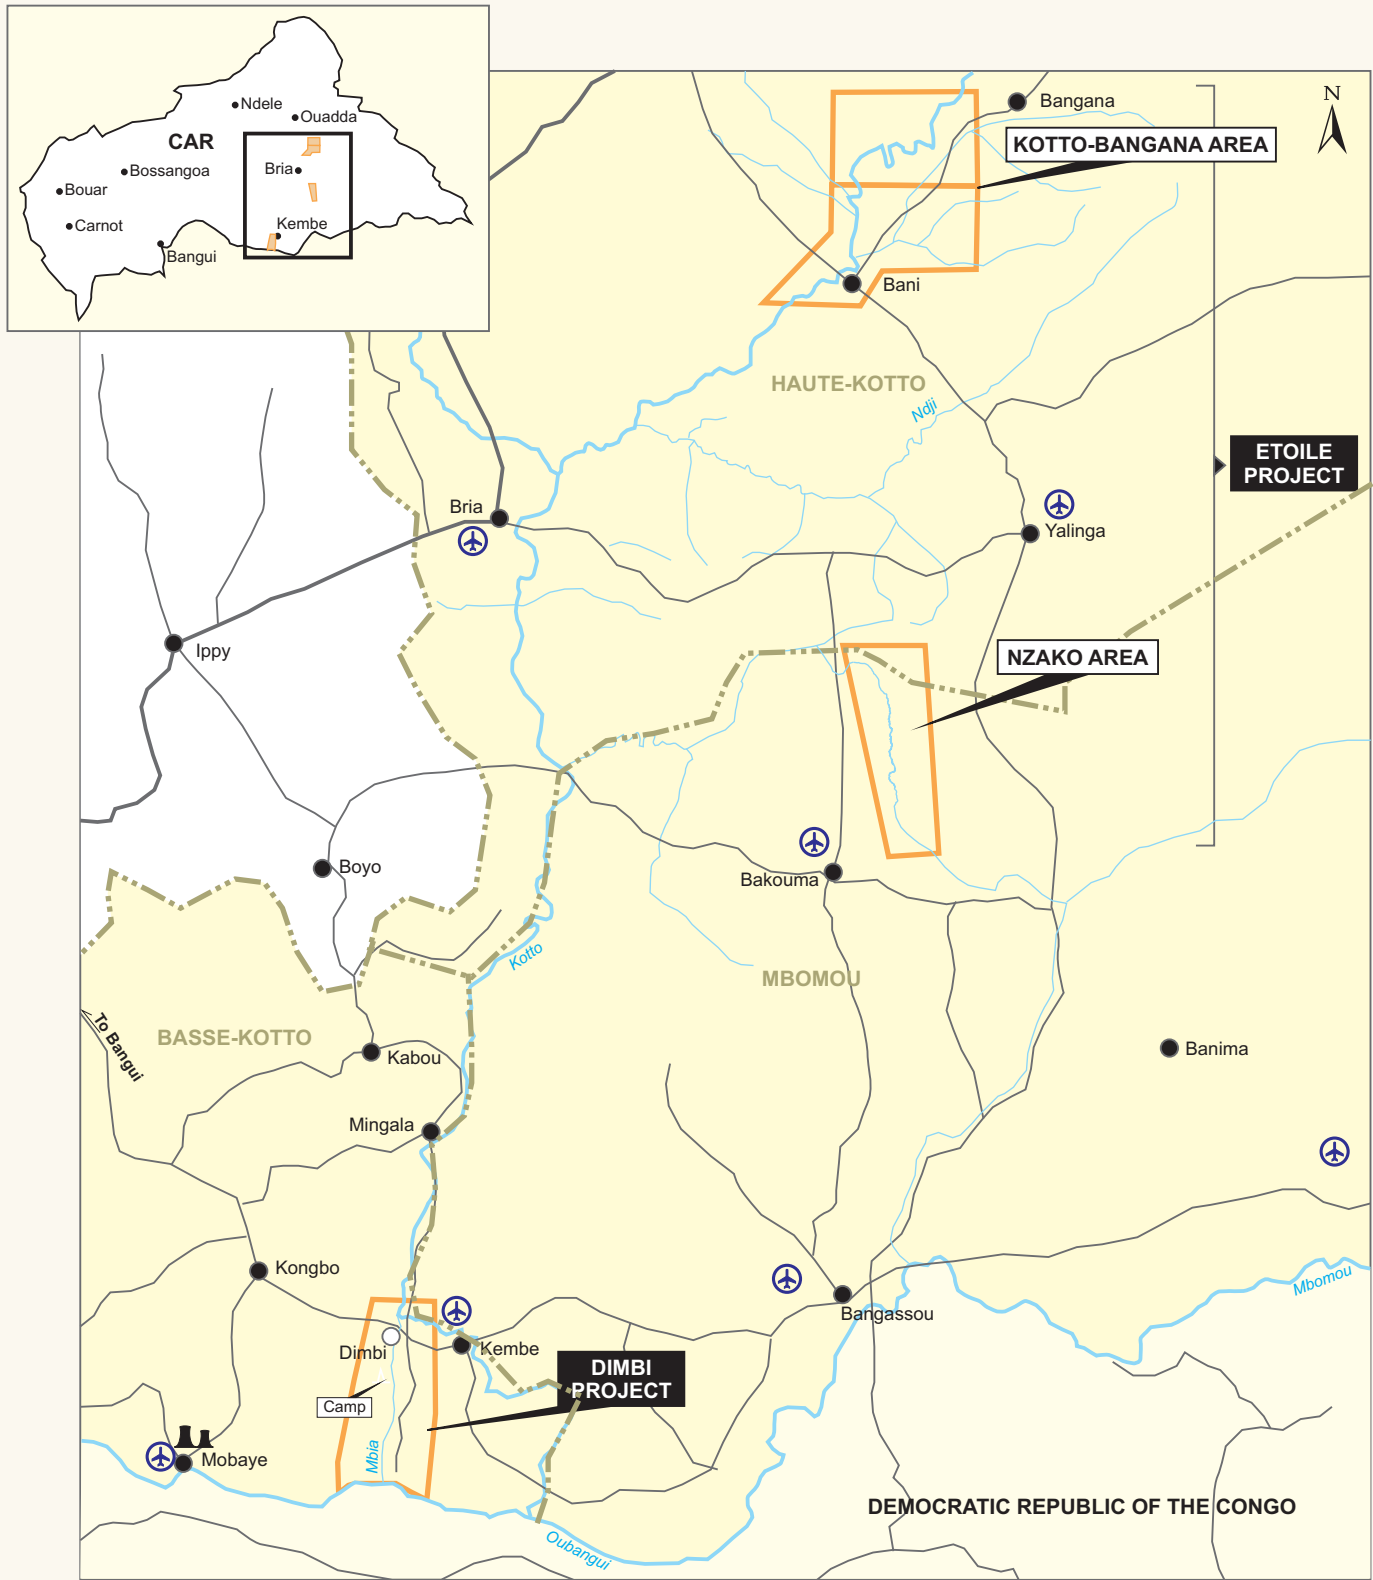 Ndele
Ouadda
CAR
Bossangoa
Bria
Bouar
Carnot
Kembe
Bangui
N
Bangana
KOTTO-BANGANA AREA
Bani
HAUTE-KOTTO
Ndji
ETOILE
PROJECT
Bria
Yalinga
Ippy
NZAKO AREA
Boyo
Bakouma
Kotto
MBOMOU
BASSE-KOTTO
To Bangui
Kabou
Banima
Mingala
Kongbo
Mbomou
Bangassou
Dimbi
Kembe
DIMBI
PROJECT
Camp
Mbia
Mobaye
DEMOCRATIC REPUBLIC OF THE CONGO
Oubangui